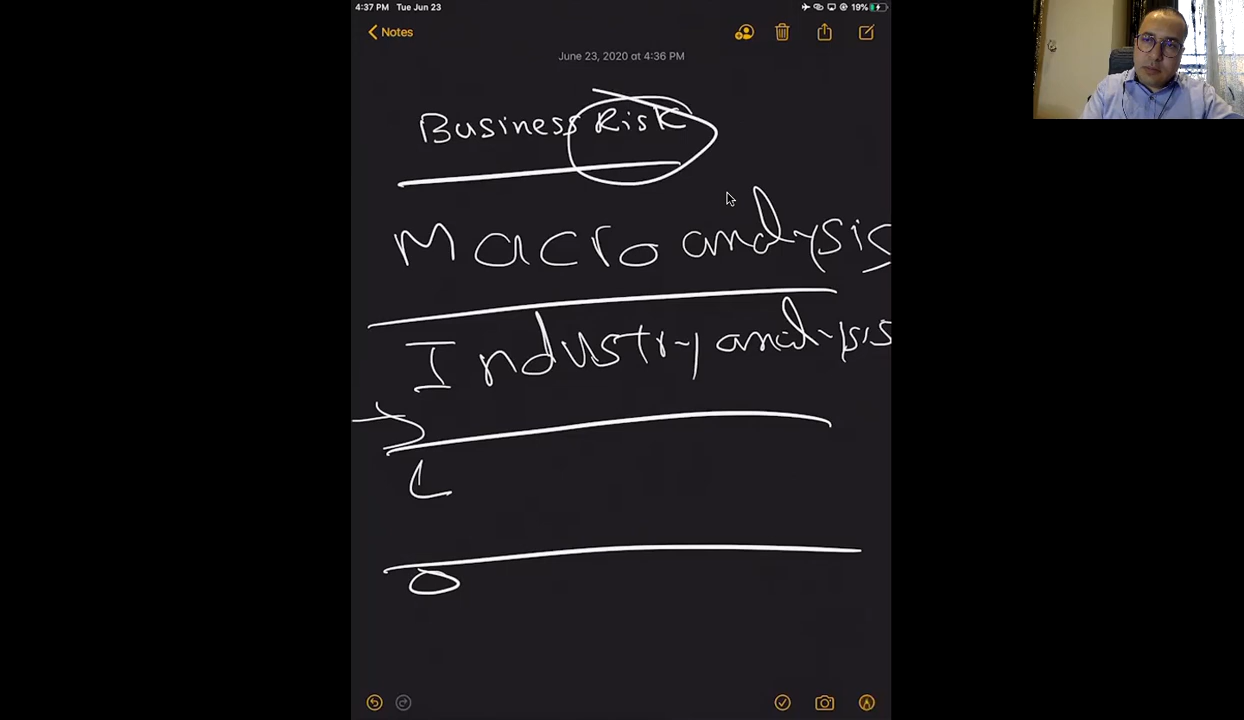 4:37 PM Tue Jun 23
19%
Notes
June 23, 2020 at 4:36 PM
Business Risk
Macro analysis
Industry analysis
L
O